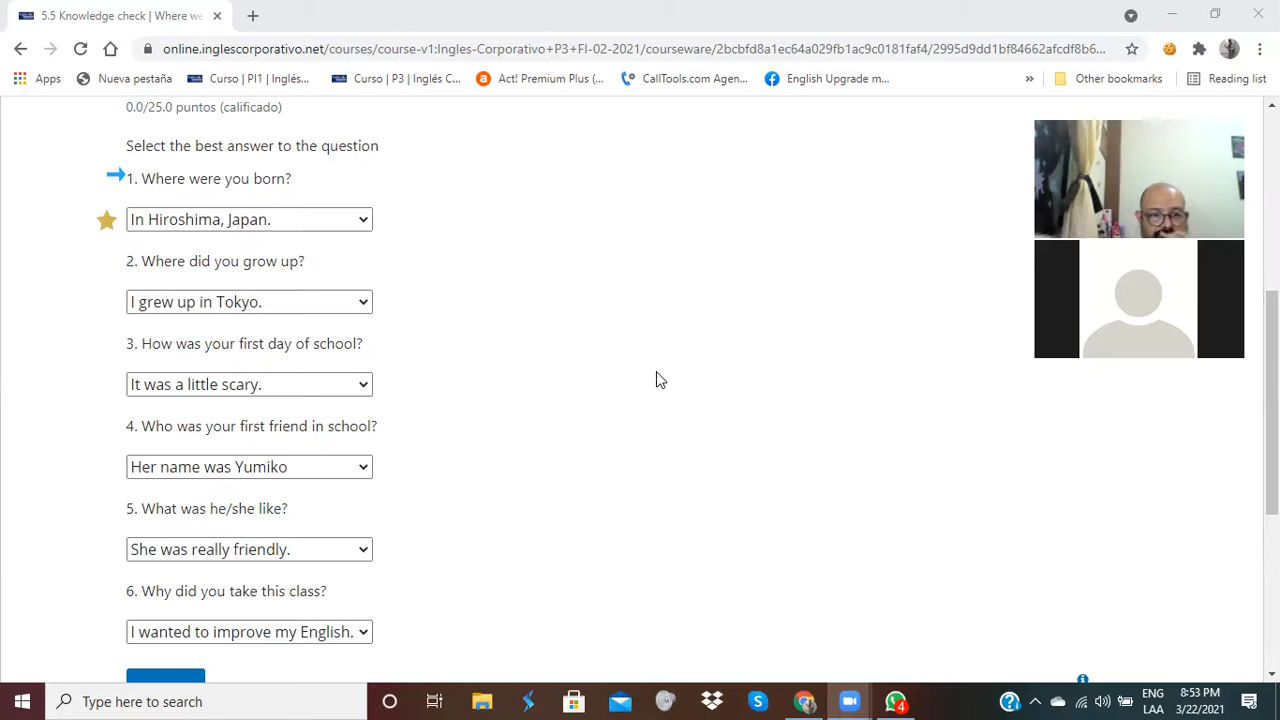 5.5 Knowledge check | Where we
online.inglescorporativo.net/courses/course-v1:Ingles-Corporativo+P3+FI-02-2021/courseware/2bcbfd8a1ec64a029fb1ac9c0181faf4/2995d9dd1bf84662afcdf8b6...
Apps Nueva pestaña Curso | PI1 | Inglés... Curso | P3 | Inglés C... Act! Premium Plus (... CallTools.com Agen... English Upgrade m... » Other bookmarks Reading list
0.0/25.0 puntos (calificado)
Select the best answer to the question
1. Where were you born?
In Hiroshima, Japan.
2. Where did you grow up?
I grew up in Tokyo.
3. How was your first day of school?
It was a little scary.
4. Who was your first friend in school?
Her name was Yumiko
5. What was he/she like?
She was really friendly.
6. Why did you take this class?
I wanted to improve my English.
Type here to search
4
ENG
LAA
8:53 PM
3/22/2021